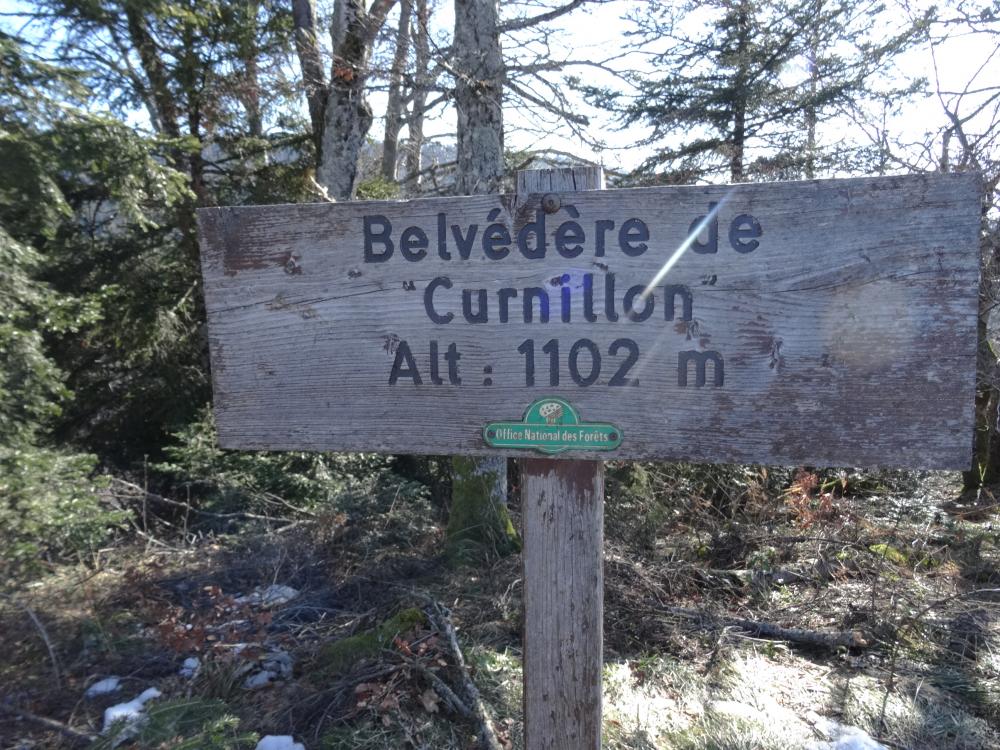 Belvédère de
"Curnillon"
Alt : 1102 m
Office National des Forêts